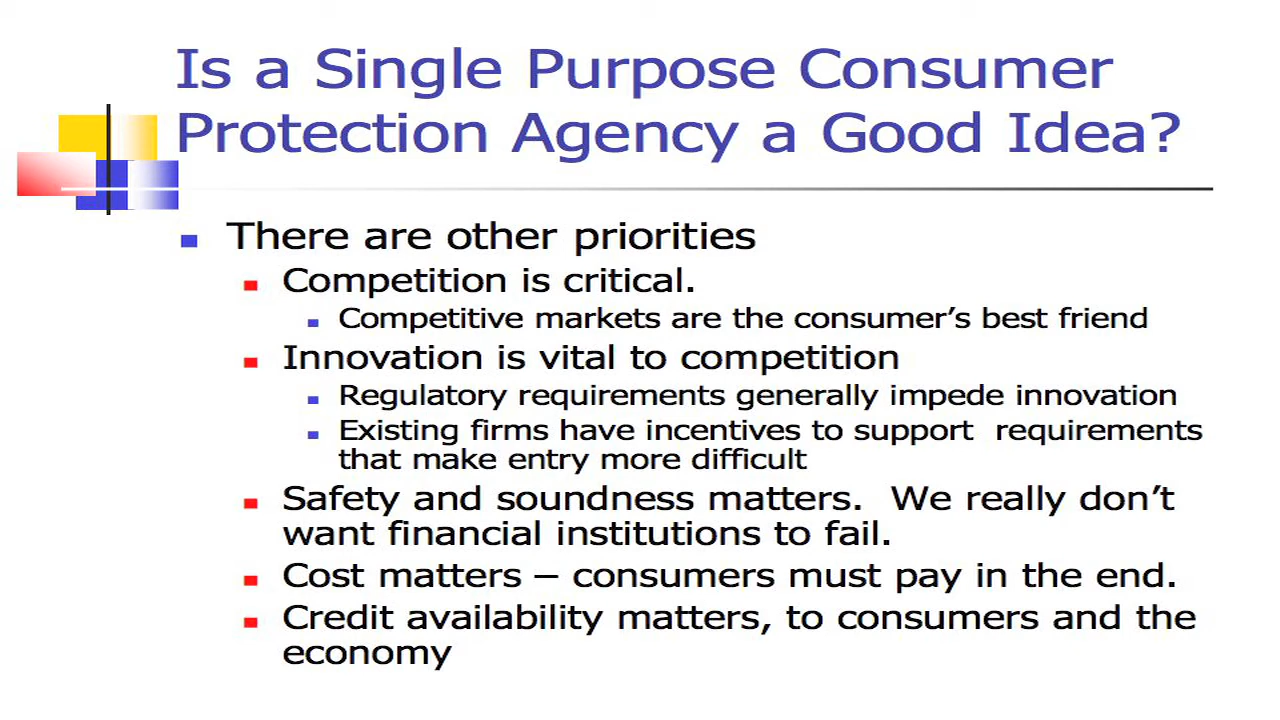 Is a Single Purpose Consumer
Protection Agency a Good Idea?
There are other priorities
Competition is critical.
Competitive markets are the consumer’s best friend
Innovation is vital to competition
Regulatory requirements generally impede innovation
Existing firms have incentives to support  requirements
that make entry more difficult
Safety and soundness matters.  We really don’t
want financial institutions to fail.
Cost matters – consumers must pay in the end.
Credit availability matters, to consumers and the
economy